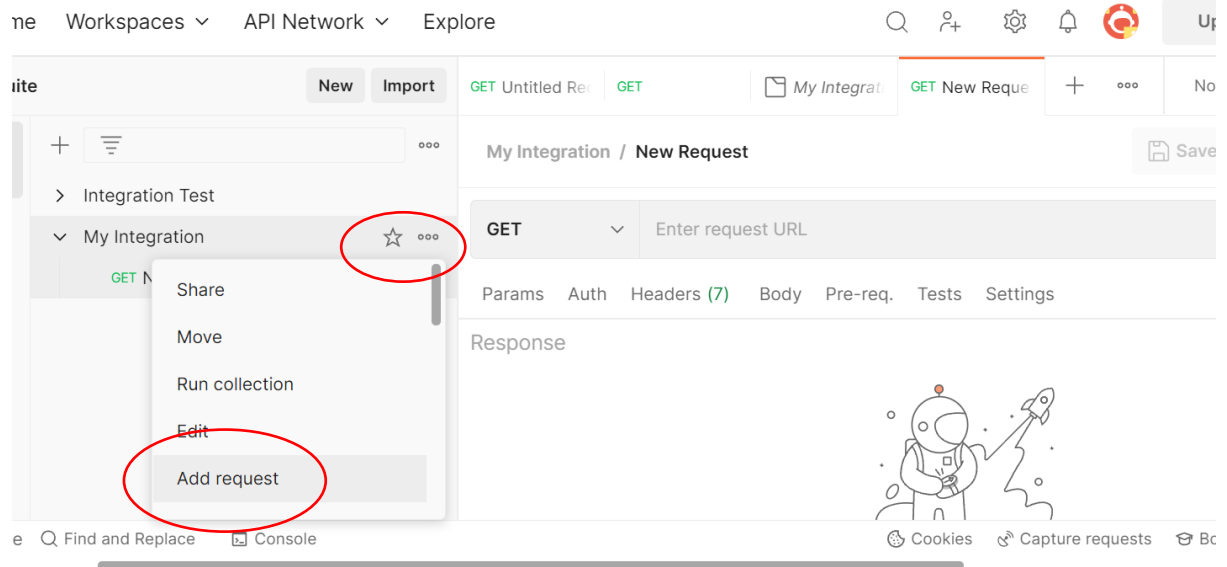 me Workspaces API Network Explore Up
uite New Import GET Untitled Rec GET My Integrat GET New Reque No
My Integration / New Request Save
Integration Test
My Integration GET Enter request URL
GET N
Share Params Auth Headers (7) Body Pre-req. Tests Settings
Move Response
Run collection
Edit
Add request
e Find and Replace Console Cookies Capture requests Bo